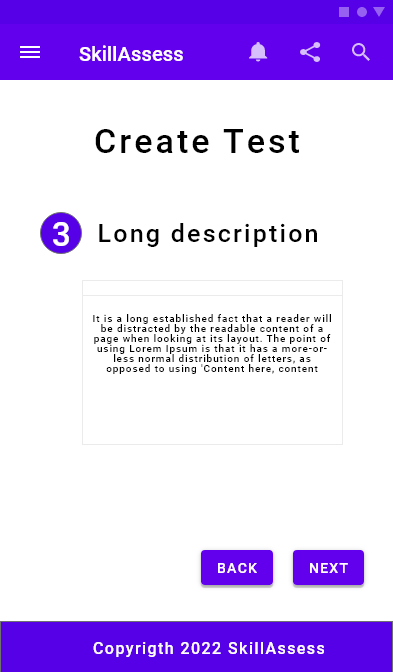 SkillAssess
Create Test
3 Long description
It is a long established fact that a reader will
be distracted by the readable content of a
page when looking at its layout. The point of
using Lorem Ipsum is that it has a more-or-
less normal distribution of letters, as
opposed to using 'Content here, content
BACK NEXT
Copyrigth 2022 SkillAssess